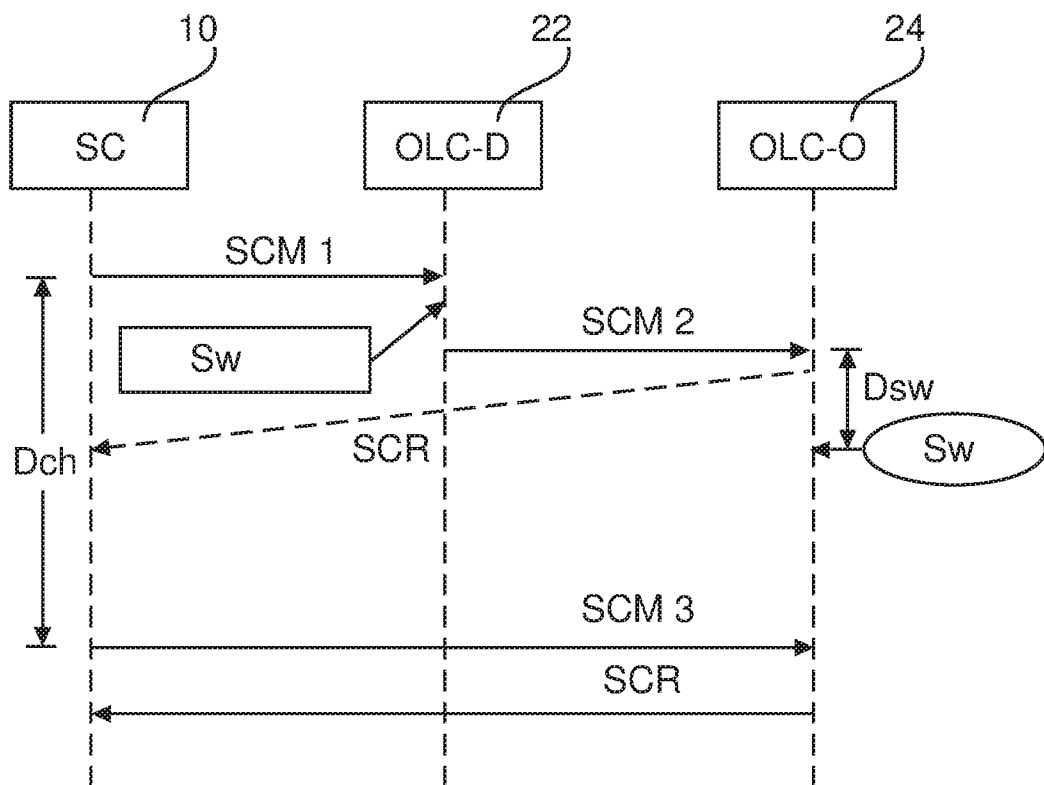 10
22
24
SC
OLC-D
OLC-O
SCM 1
Sw
SCM 2
Dsw
SCR
Sw
Dch
SCM 3
SCR